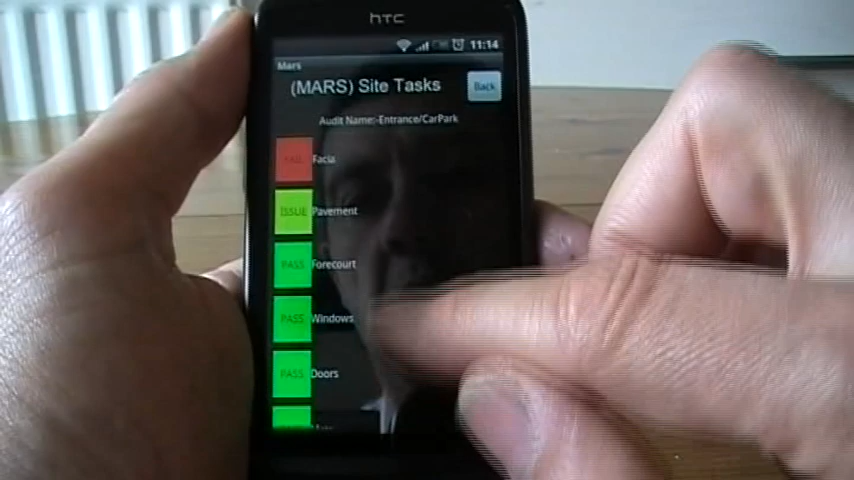 hTC
11:14
Mars
(MARS) Site Tasks
Back
Audit Name:-Entrance/CarPark
FAIL Facia
ISSUE Pavement
PASS Forecourt
PASS Windows
PASS Doors